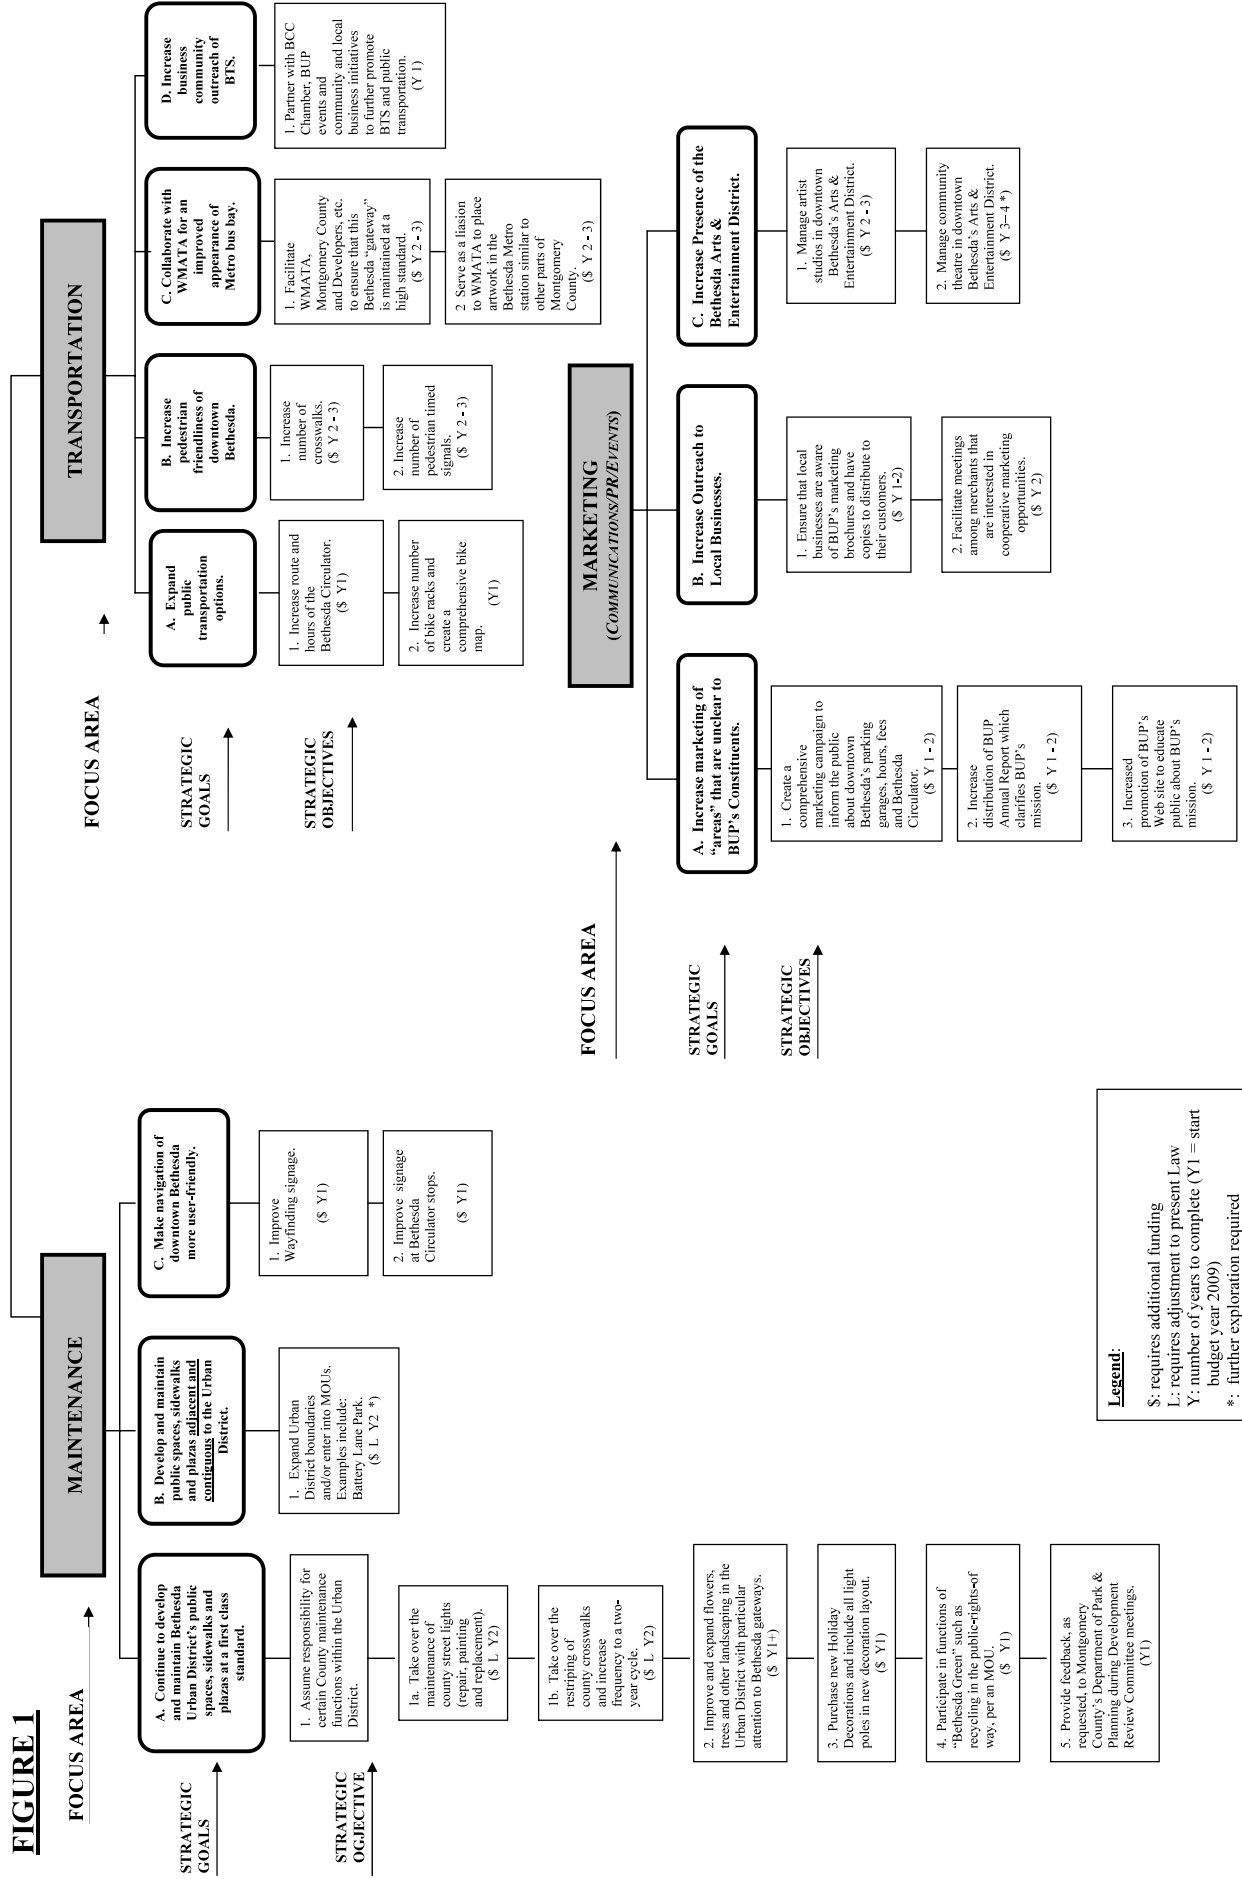 FIGURE 1
FOCUS AREA
MAINTENANCE
STRATEGIC
GOALS
A. Continue to develop
and maintain Bethesda
Urban District's public
spaces, sidewalks and
plazas at a first class
standard.
B. Develop and maintain
public spaces, sidewalks
and plazas adjacent and
contiguous to the Urban
District.
C. Make navigation of
downtown Bethesda
more user-friendly.
STRATEGIC
OGJECTIVE
1. Assume responsibility for
certain County maintenance
functions within the Urban
District.
1a. Take over the
maintenance of
county street lights
(repair, painting
and replacement).
($ L Y2)
1b. Take over the
restriping of
county crosswalks
and increase
frequency to a two-
year cycle.
($ L Y2)
2. Improve and expand flowers,
trees and other landscaping in the
Urban District with particular
attention to Bethesda gateways.
($ Y1+)
3. Purchase new Holiday
Decorations and include all light
poles in new decoration layout.
($ Y1)
4. Participate in functions of
"Bethesda Green" such as
recycling in the public-rights-of
way, per an MOU.
($ Y1)
5. Provide feedback, as
requested, to Montgomery
County's Department of Park &
Planning during Development
Review Committee meetings.
(Y1)
1. Expand Urban
District boundaries
and/or enter into MOUs.
Examples include:
Battery Lane Park.
($ L Y2 *)
1. Improve
Wayfinding signage.
($ Y1)
2. Improve signage
at Bethesda
Circulator stops.
($ Y1)
FOCUS AREA
TRANSPORTATION
STRATEGIC
GOALS
A. Expand
public
transportation
options.
B. Increase
pedestrian
friendliness of
downtown
Bethesda.
C. Collaborate with
WMATA for an
improved
appearance of
Metro bus bay.
D. Increase
business
community
outreach of
BTS.
STRATEGIC
OBJECTIVES
1. Increase route and
hours of the
Bethesda Circulator.
($ Y1)
2. Increase number
of bike racks and
create a
comprehensive bike
map.
(Y1)
1. Increase
number of
crosswalks.
($ Y 2 - 3)
2. Increase
number of
pedestrian timed
signals.
($ Y 2 - 3)
1. Facilitate
WMATA,
Montgomery County
and Developers, etc.
to ensure that this
Bethesda "gateway"
is maintained at a
high standard.
($ Y 2 - 3)
2 Serve as a liasion
to WMATA to place
artwork in the
Bethesda Metro
station similar to
other parts of
Montgomery
County.
($ Y 2 - 3)
1. Partner with BCC
Chamber, BUP
events and
community and local
business initiatives
to further promote
BTS and public
transportation.
(Y 1)
FOCUS AREA
MARKETING
(COMMUNICATIONS/PR/EVENTS)
STRATEGIC
GOALS
A. Increase marketing of
"areas" that are unclear to
BUP's Constituents.
B. Increase Outreach to
Local Businesses.
C. Increase Presence of the
Bethesda Arts &
Entertainment District.
STRATEGIC
OBJECTIVES
1. Create a
comprehensive
marketing campaign to
inform the public
about downtown
Bethesda's parking
garages, hours, fees
and Bethesda
Circulator.
($ Y 1 - 2)
2. Increase
distribution of BUP
Annual Report which
clarifies BUP's
mission.
($ Y 1 - 2)
3. Increased
promotion of BUP's
Web site to educate
public about BUP's
mission.
($ Y 1 - 2)
1. Ensure that local
businesses are aware
of BUP's marketing
brochures and have
copies to distribute to
their customers.
($ Y 1-2)
2. Facilitate meetings
among merchants that
are interested in
cooperative marketing
opportunities.
($ Y 2)
1. Manage artist
studios in downtown
Bethesda's Arts &
Entertainment District.
($ Y 2 - 3)
2. Manage community
theatre in downtown
Bethesda's Arts &
Entertainment District.
($ Y 3– 4 *)
Legend:
$: requires additional funding
L: requires adjustment to present Law
Y: number of years to complete (Y1 = start
budget year 2009)
*: further exploration required